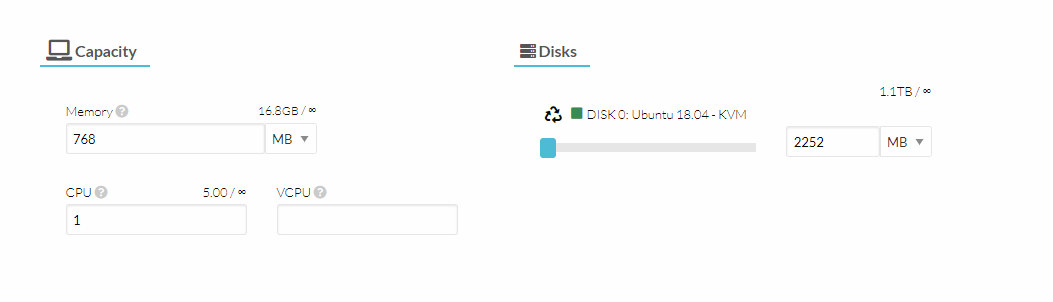 Capacity
Disks
1.1TB / ∞
Memory ? 16.8GB / ∞
DISK 0: Ubuntu 18.04 - KVM
768 MB
2252 MB
CPU ? 5.00 / ∞ VCPU ?
1